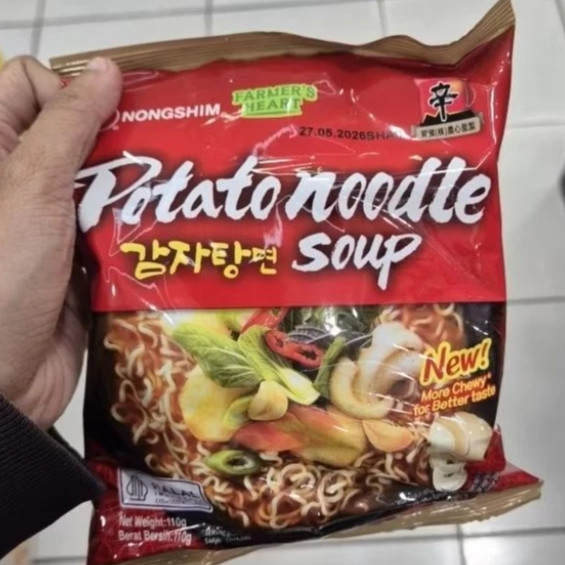 NONGSHIM
FARMER'S
HEART
27.05.2026SHA
辛
Potato noodle
감자탕면 soup
New!
More Chewy*
for Better taste
HALAL
Net Weight:110g
Berat Bersih:110g